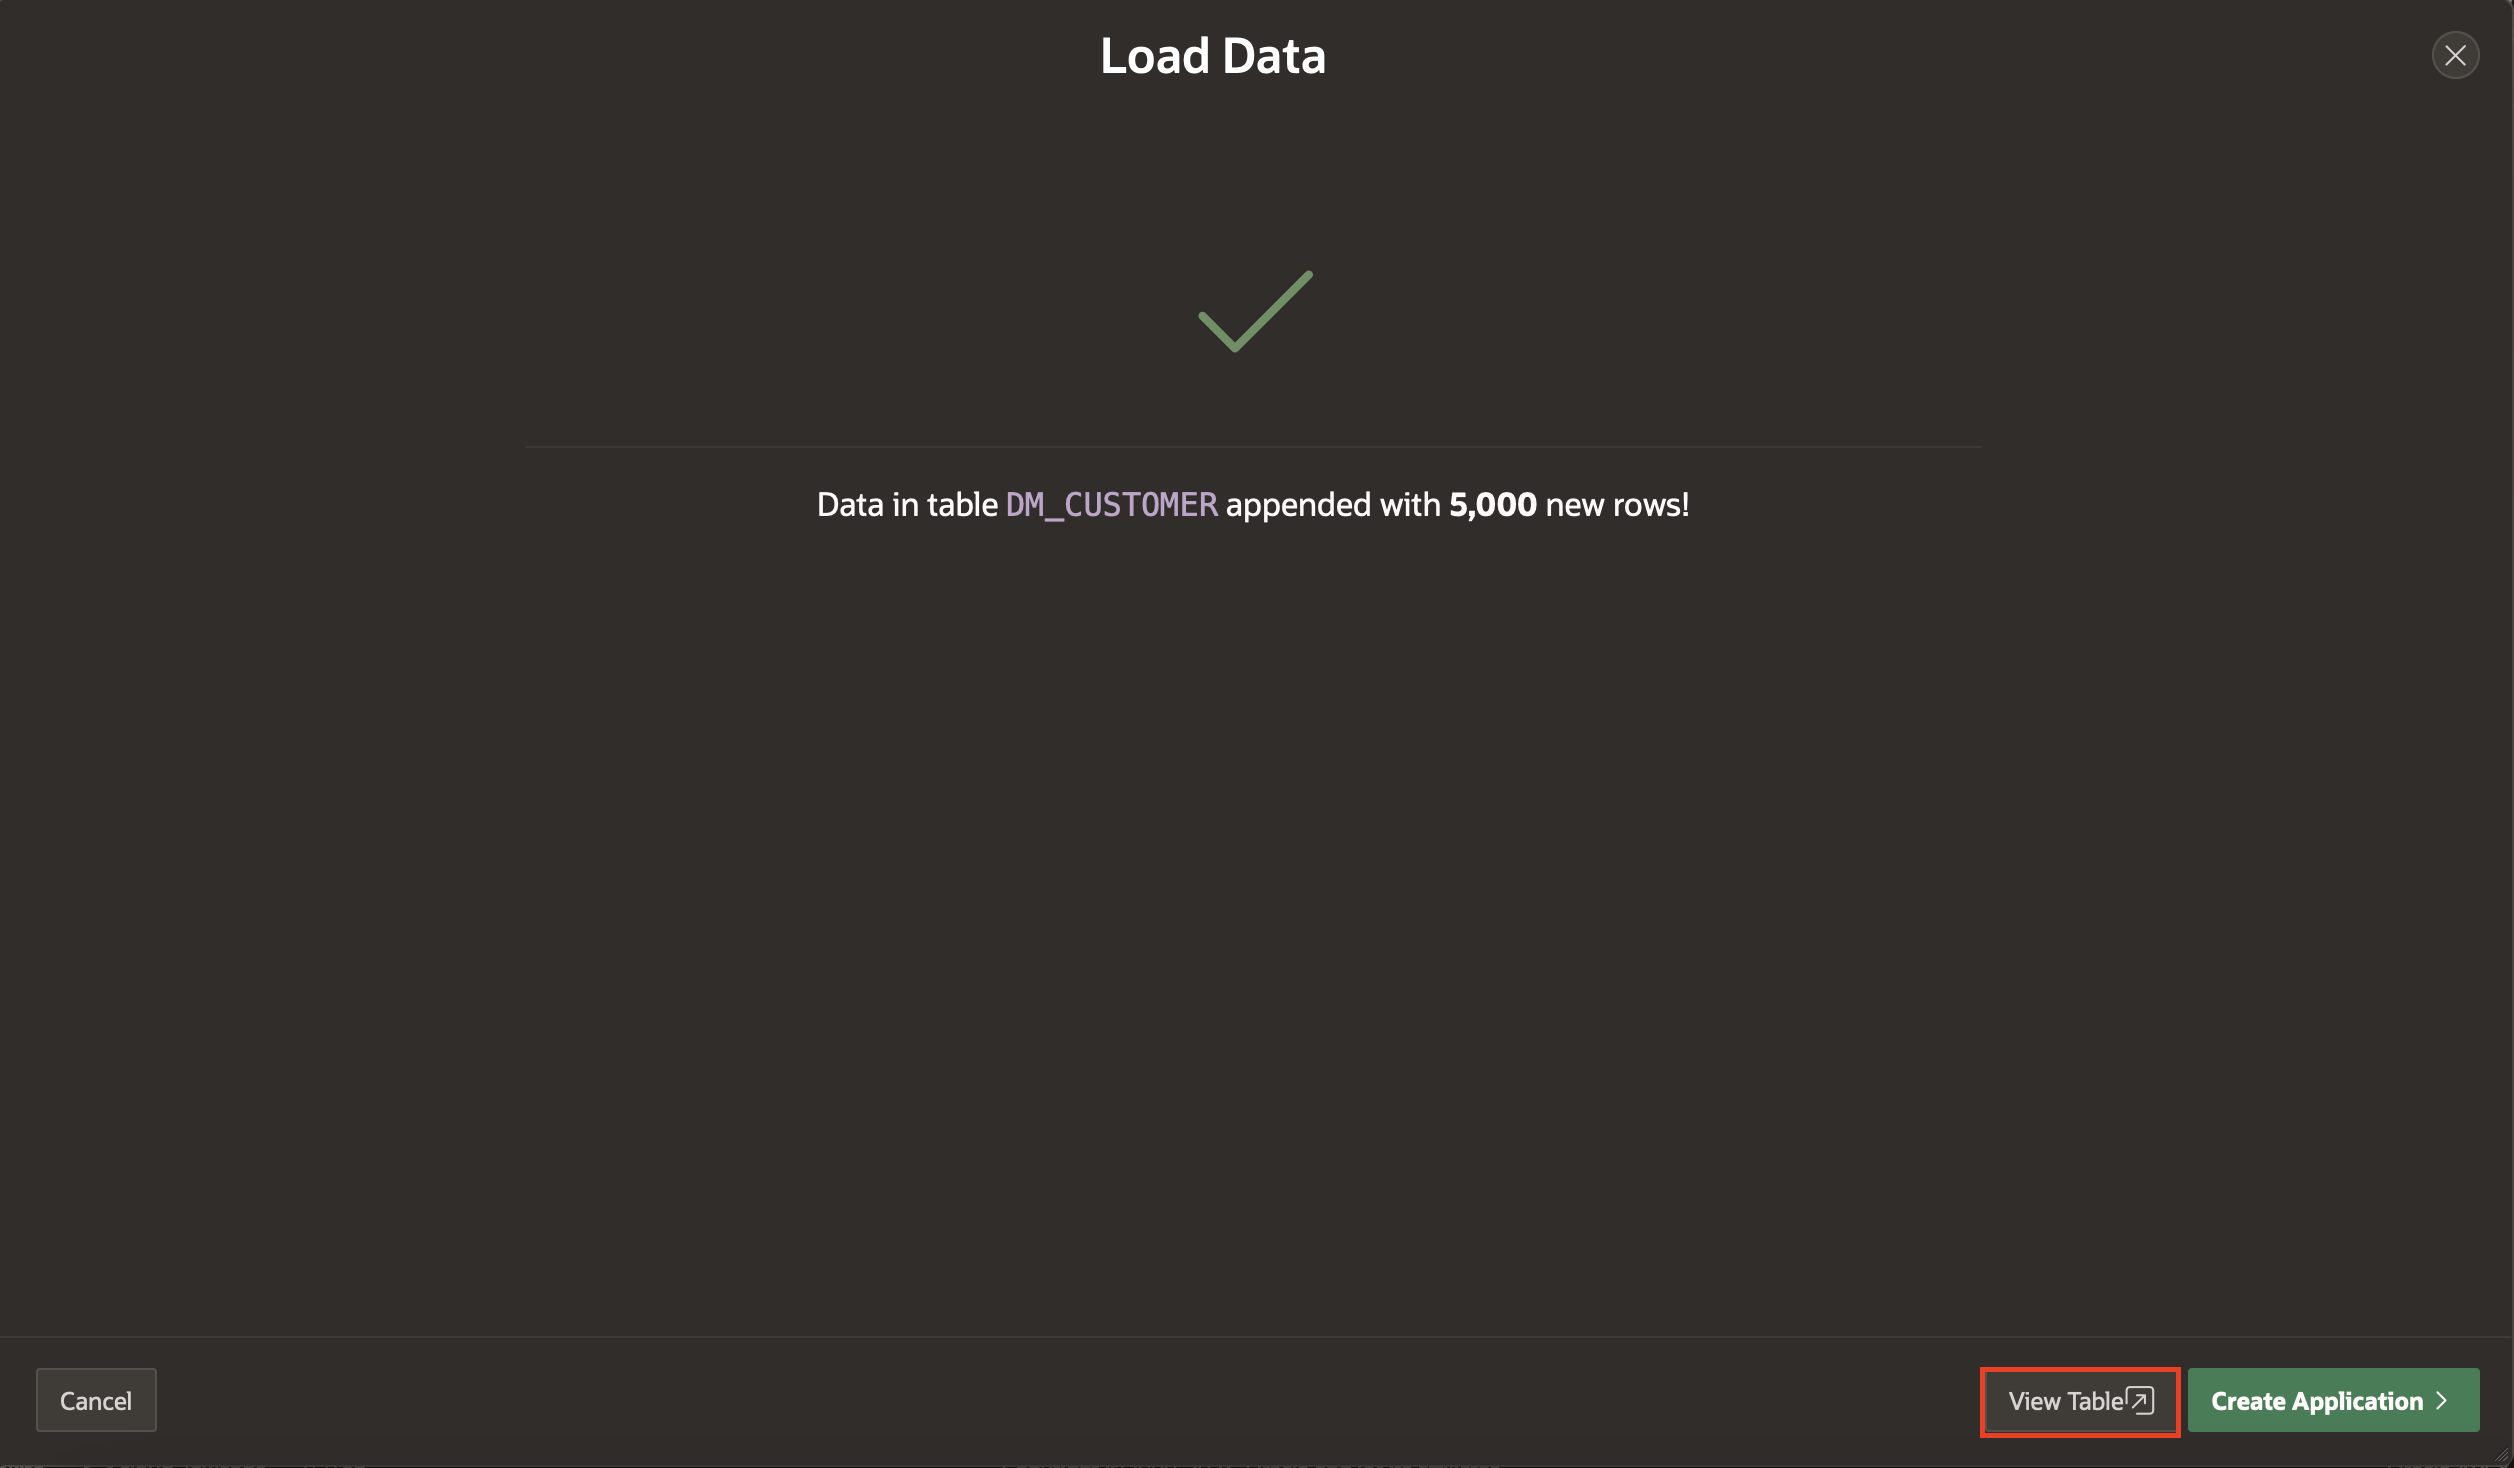 Load Data
Data in table DM_CUSTOMER appended with 5,000 new rows!
Cancel
View Table
Create Application